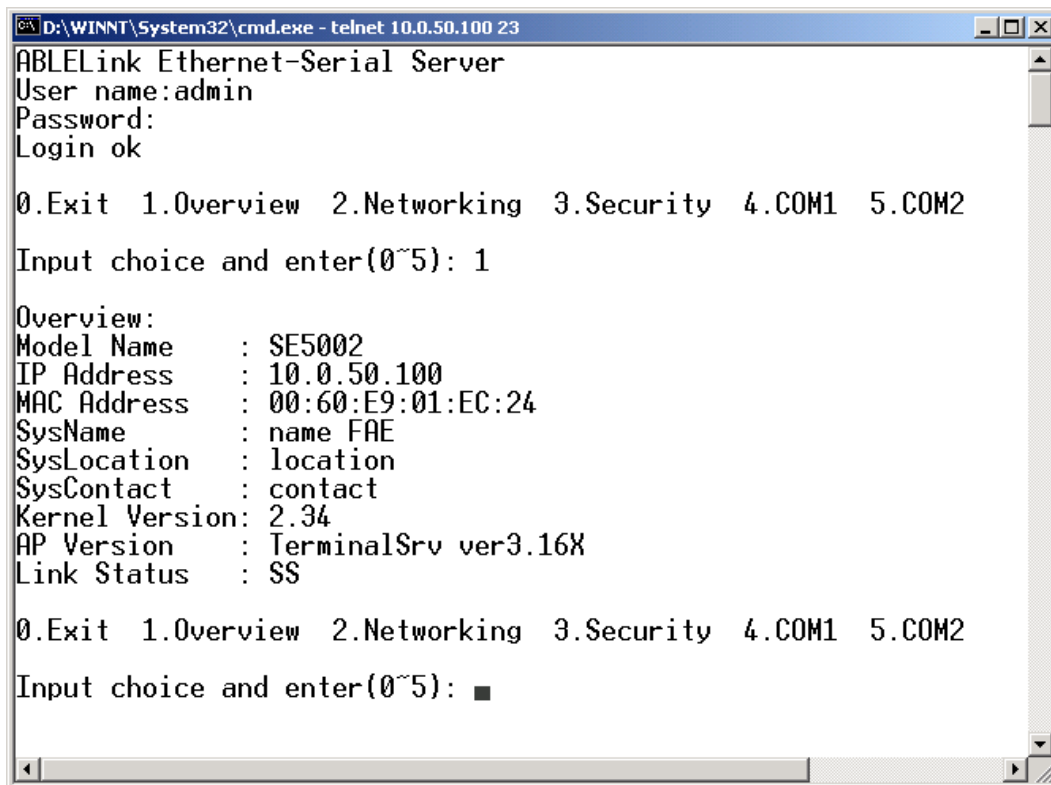 D:\WINNT\System32\cmd.exe - telnet 10.0.50.100 23
ABLELink Ethernet-Serial Server
User name:admin
Password:
Login ok
0.Exit  1.Overview  2.Networking  3.Security  4.COM1  5.COM2
Input choice and enter(0~5): 1
Overview:
Model Name    : SE5002
IP Address    : 10.0.50.100
MAC Address   : 00:60:E9:01:EC:24
SysName       : name FAE
SysLocation   : location
SysContact    : contact
Kernel Version: 2.34
AP Version    : TerminalSrv ver3.16X
Link Status   : SS
0.Exit  1.Overview  2.Networking  3.Security  4.COM1  5.COM2
Input choice and enter(0~5):